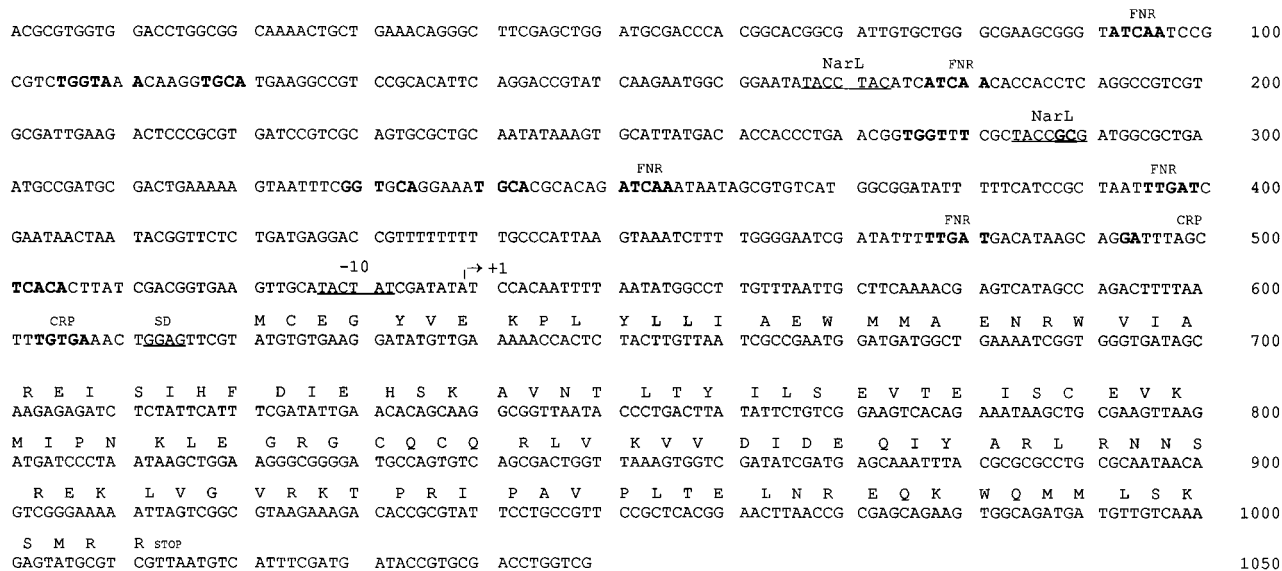 FNR
ACGCGTGGTG GACCTGGCGG CAAAACTGCT GAAACAGGGC TTCGAGCTGG ATGCGACCCA CGGCACGGCG ATTGTGCTGG GCGAAGCGGG TATCAATCCG 100
NarL FNR
CGTCTGGTAA ACAAGGTGCA TGAAGGCCGT CCGCACATTC AGGACCGTAT CAAGAATGGC GGAATATACC TACATCATCA ACACCACCTC AGGCCGTCGT 200
NarL
GCGATTGAAG ACTCCCGCGT GATCCGTCGC AGTGCGCTGC AATATAAAGT GCATTATGAC ACCACCCTGA ACGGTGGTTT CGCTACCGCG ATGGCGCTGA 300
FNR FNR
ATGCCGATGC GACTGAAAAA GTAATTTCGG TGCAGGAAAT GCACGCACAG ATCAAATAATAGCGTGTCAT GGCGGATATT TTTCATCCGC TAATTTGATC 400
FNR CRP
GAATAACTAA TACGGTTCTC TGATGAGGAC CGTTTTTTTT TGCCCATTAA GTAAATCTTT TGGGGAATCG ATATTTTTGA TGACATAAGC AGGATTTAGC 500
-10 → +1
TCACACTTAT CGACGGTGAA GTTGCATACT ATCGATATAT CCACAATTTT AATATGGCCT TGTTTAATTG CTTCAAAACG AGTCATAGCC AGACTTTTAA 600
CRP SD M C E G Y V E K P L Y L L I A E W M M A E N R W V I A
TTTGTGAAACT TGGAGTTCGT ATGTGTGAAG GATATGTTGA AAAACCACTC TACTTGTTAA TCGCCGAATG GATGATGGCT GAAAATCGGT GGGTGATAGC 700
R E I S I H F D I E H S K A V N T L T Y I L S E V T E I S C E V K
AAGAGAGATC TCTATTCATT TCGATATTGA ACACAGCAAG GCGGTTAATA CCCTGACTTA TATTCTGTCG GAAGTCACAG AAATAAGCTG CGAAGTTAAG 800
M I P N K L E G R G C Q C Q R L V K V V D I D E Q I Y A R L R N N S
ATGATCCCTA ATAAGCTGGA AGGGCGGGGA TGCCAGTGTC AGCGACTGGT TAAAGTGGTC GATATCGATG AGCAAATTTA CGCGCGCCTG CGCAATAACA 900
R E K L V G V R K T P R I P A V P L T E L N R E Q K W Q M M L S K
GTCGGGAAAA ATTAGTCGGC GTAAGAAAGA CACCGCGTAT TCCTGCCGTT CCGCTCACGG AACTTAACCG CGAGCAGAAG TGGCAGATGA TGTTGTCAAA 1000
S M R R STOP
GAGTATGCGT CGTTAATGTC ATTTCGATG ATACCGTGCG ACCTGGTCG 1050